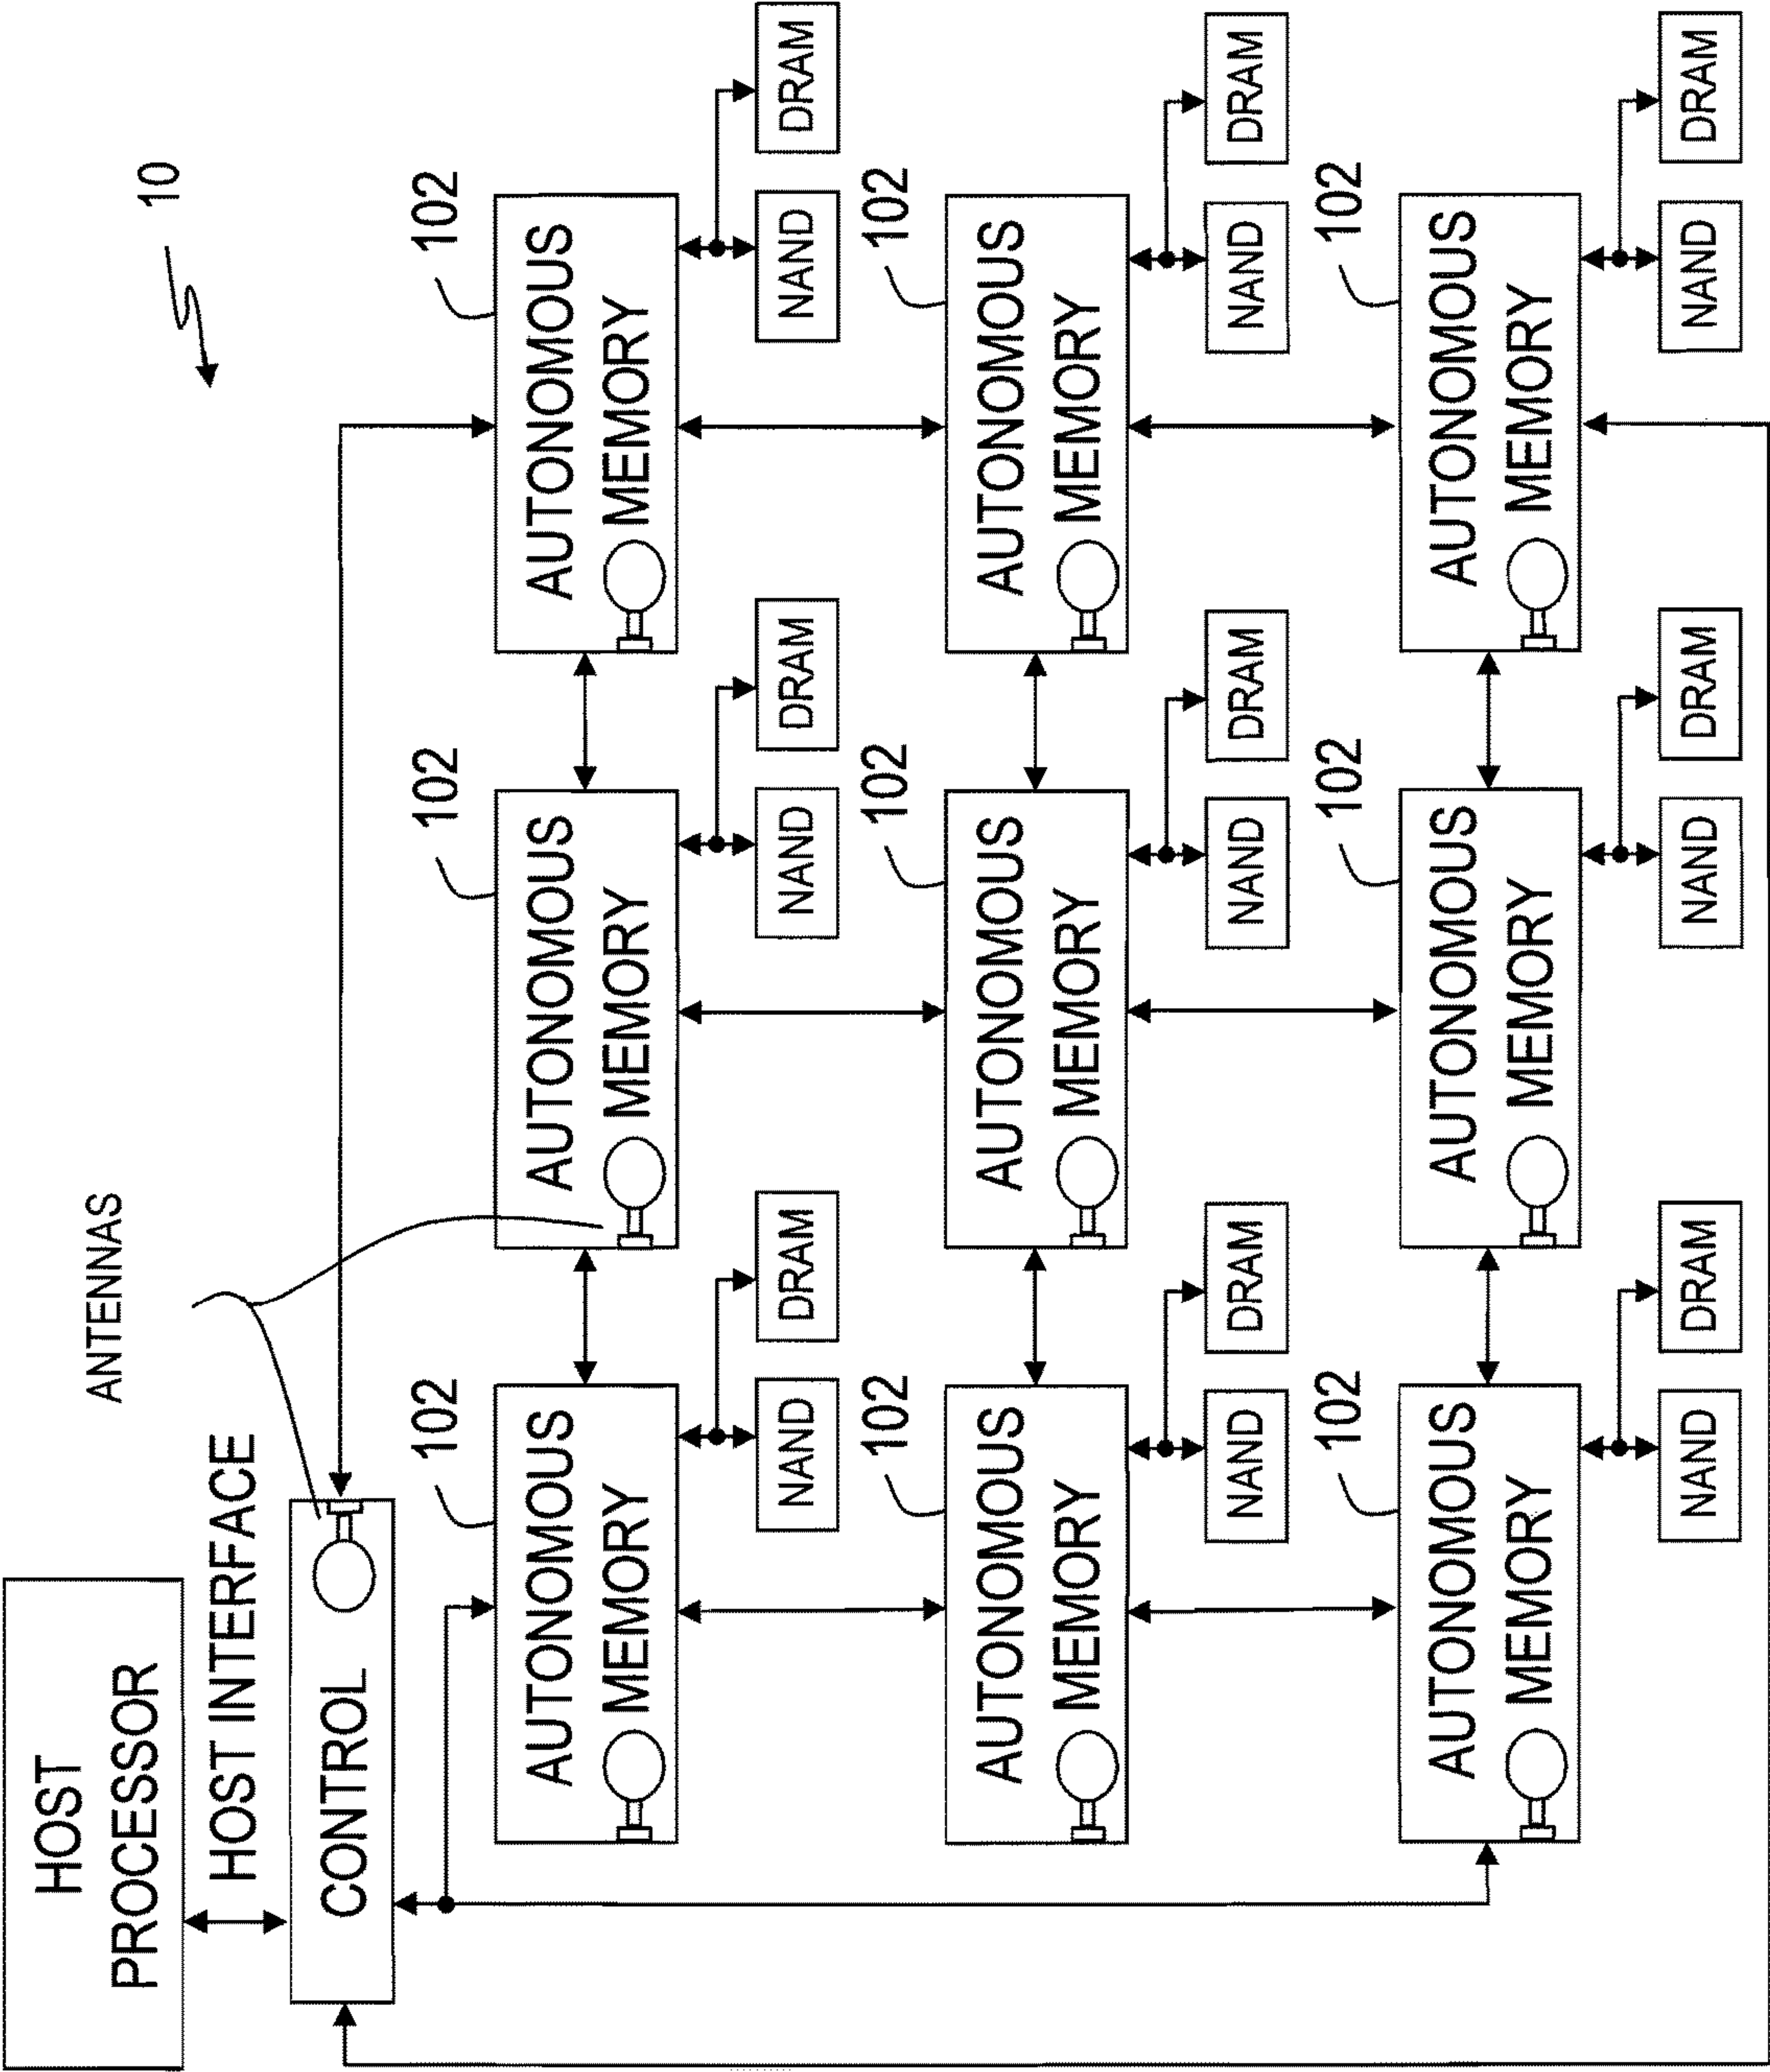 HOST
PROCESSOR
ANTENNAS
10
HOST INTERFACE
CONTROL
102
102
102
AUTONOMOUS
MEMORY
AUTONOMOUS
MEMORY
AUTONOMOUS
MEMORY
NAND
DRAM
NAND
DRAM
NAND
DRAM
102
102
102
AUTONOMOUS
MEMORY
AUTONOMOUS
MEMORY
AUTONOMOUS
MEMORY
NAND
DRAM
NAND
DRAM
NAND
DRAM
102
102
102
AUTONOMOUS
MEMORY
AUTONOMOUS
MEMORY
AUTONOMOUS
MEMORY
NAND
DRAM
NAND
DRAM
NAND
DRAM